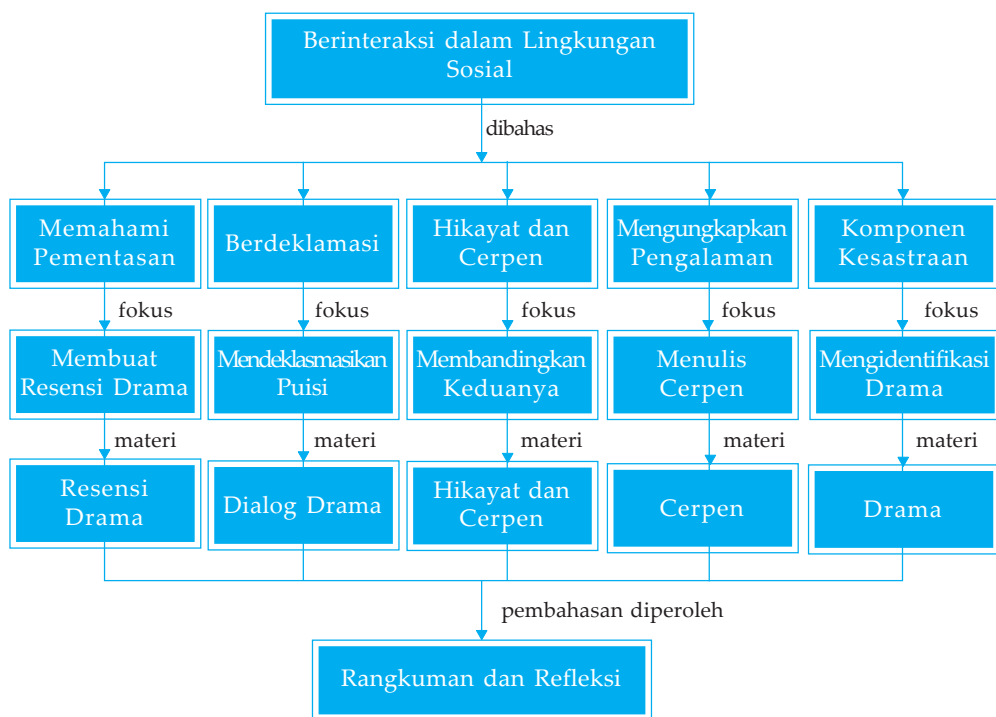 Berinteraksi dalam Lingkungan
Sosial
dibahas
Memahami
Pementasan
Berdeklamasi
Hikayat dan
Cerpen
Mengungkapkan
Pengalaman
Komponen
Kesastraan
fokus
fokus
fokus
fokus
fokus
Membuat
Resensi Drama
Mendeklasmasikan
Puisi
Membandingkan
Keduanya
Menulis
Cerpen
Mengidentifikasi
Drama
materi
materi
materi
materi
materi
Resensi
Drama
Dialog Drama
Hikayat dan
Cerpen
Cerpen
Drama
pembahasan diperoleh
Rangkuman dan Refleksi